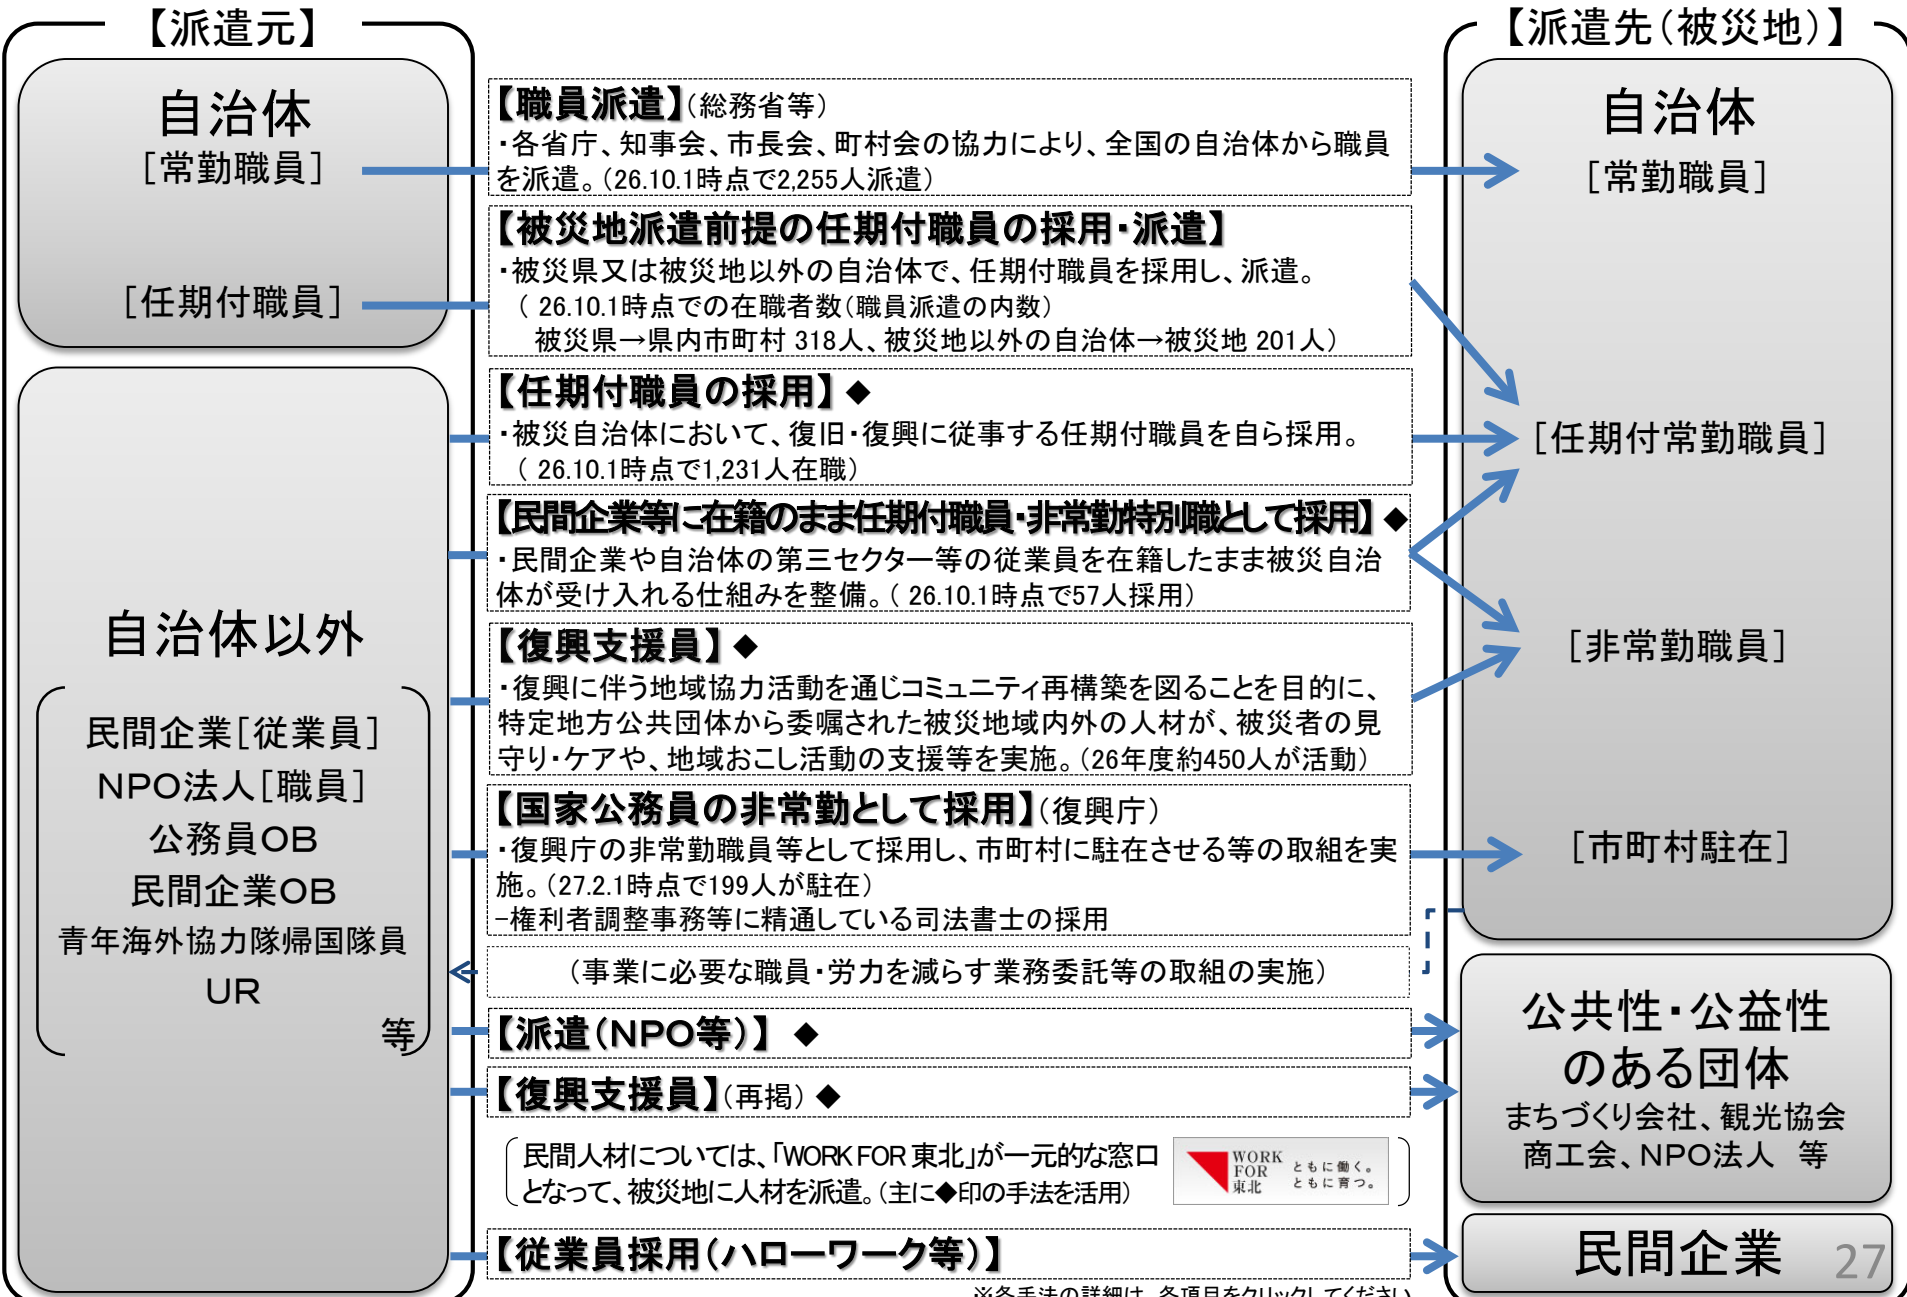 【派遣元】
自治体
［常勤職員］
［任期付職員］
自治体以外
民間企業［従業員］
NPO法人［職員］
公務員OB
民間企業OB
青年海外協力隊帰国隊員
UR
等
【職員派遣】（総務省等）
・各省庁、知事会、市長会、町村会の協力により、全国の自治体から職員
を派遣。（26.10.1時点で2,255人派遣）
【被災地派遣前提の任期付職員の採用・派遣】
・被災県又は被災地以外の自治体で、任期付職員を採用し、派遣。
（ 26.10.1時点での在職者数（職員派遣の内数）
被災県→県内市町村 318人、被災地以外の自治体→被災地 201人）
【任期付職員の採用】◆
・被災自治体において、復旧・復興に従事する任期付職員を自ら採用。
（ 26.10.1時点で1,231人在職）
【民間企業等に在籍のまま任期付職員・非常勤特別職として採用】◆
・民間企業や自治体の第三セクター等の従業員を在籍したまま被災自治
体が受け入れる仕組みを整備。（ 26.10.1時点で57人採用）
【復興支援員】◆
・復興に伴う地域協力活動を通じコミュニティ再構築を図ることを目的に、
特定地方公共団体から委嘱された被災地域内外の人材が、被災者の見
守り・ケアや、地域おこし活動の支援等を実施。（26年度約450人が活動）
【国家公務員の非常勤として採用】（復興庁）
・復興庁の非常勤職員等として採用し、市町村に駐在させる等の取組を実
施。（27.2.1時点で199人が駐在）
−権利者調整事務等に精通している司法書士の採用
（事業に必要な職員・労力を減らす業務委託等の取組の実施）
【派遣（NPO等）】 ◆
【復興支援員】（再掲）◆
民間人材については、「WORK FOR 東北」が一元的な窓口
となって、被災地に人材を派遣。（主に◆印の手法を活用）
WORK
FOR
東北
ともに働く。
ともに育つ。
【従業員採用（ハローワーク等）】
※各手法の詳細は、各項目をクリックしてください
【派遣先（被災地）】
自治体
［常勤職員］
［任期付常勤職員］
［非常勤職員］
［市町村駐在］
公共性・公益性
のある団体
まちづくり会社、観光協会
商工会、NPO法人 等
民間企業
27